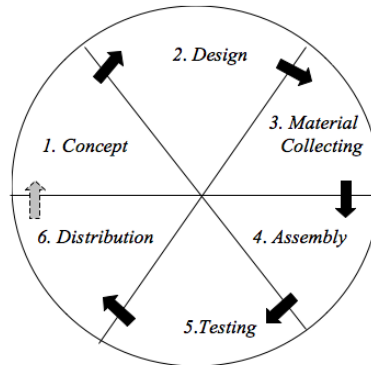 1. Concept
2. Design
3. Material
Collecting
4. Assembly
5.Testing
6. Distribution